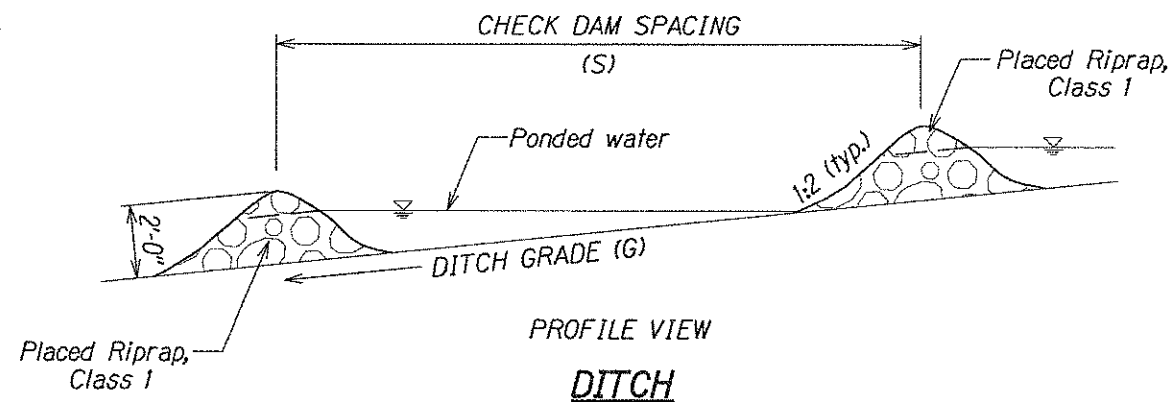 CHECK DAM SPACING
(S)
Placed Riprap,
Class 1
Ponded water
1:2 (typ.)
2'-0"
DITCH GRADE (G)
Placed Riprap,
Class 1
PROFILE VIEW
DITCH